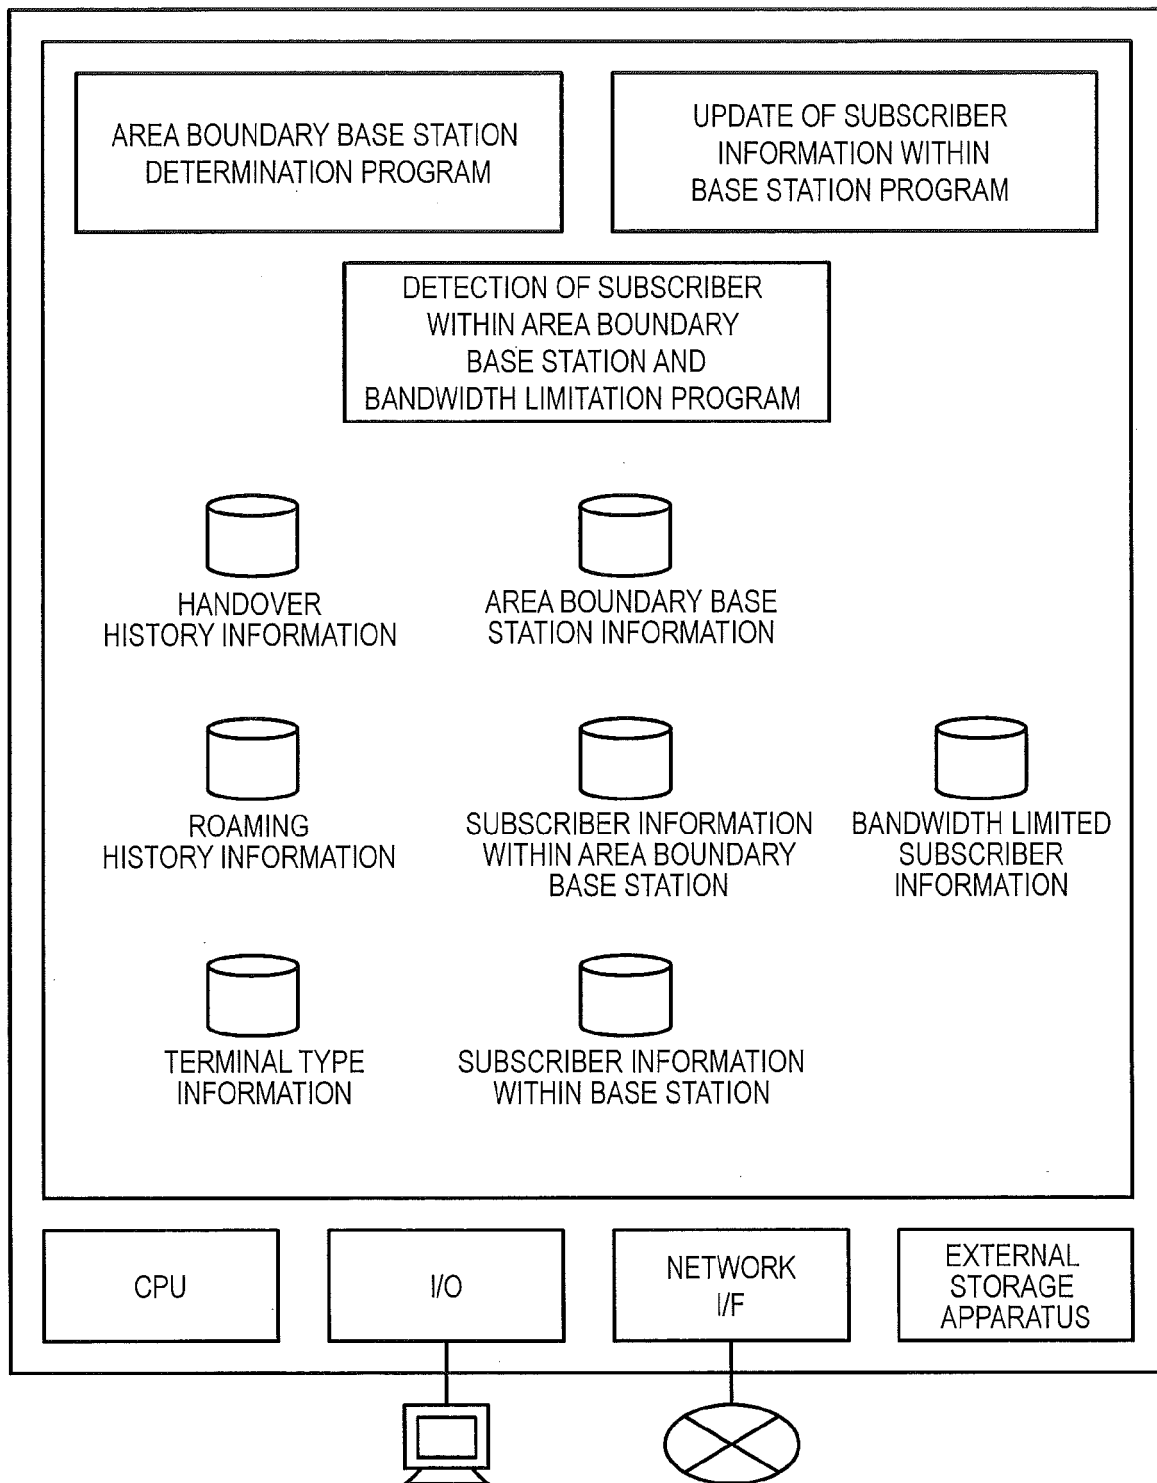 AREA BOUNDARY BASE STATION
DETERMINATION PROGRAM
UPDATE OF SUBSCRIBER
INFORMATION WITHIN
BASE STATION PROGRAM
DETECTION OF SUBSCRIBER
WITHIN AREA BOUNDARY
BASE STATION AND
BANDWIDTH LIMITATION PROGRAM
HANDOVER
HISTORY INFORMATION
AREA BOUNDARY BASE
STATION INFORMATION
ROAMING
HISTORY INFORMATION
SUBSCRIBER INFORMATION
WITHIN AREA BOUNDARY
BASE STATION
BANDWIDTH LIMITED
SUBSCRIBER
INFORMATION
TERMINAL TYPE
INFORMATION
SUBSCRIBER INFORMATION
WITHIN BASE STATION
CPU
I/O
NETWORK
I/F
EXTERNAL
STORAGE
APPARATUS